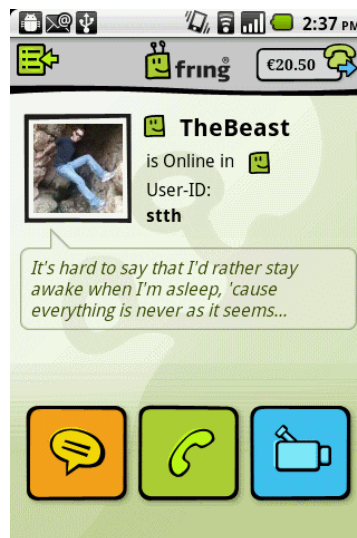 2:37 PM
fring
€20.50
TheBeast
is Online in
User-ID:
stth
It's hard to say that I'd rather stay
awake when I'm asleep, 'cause
everything is never as it seems...